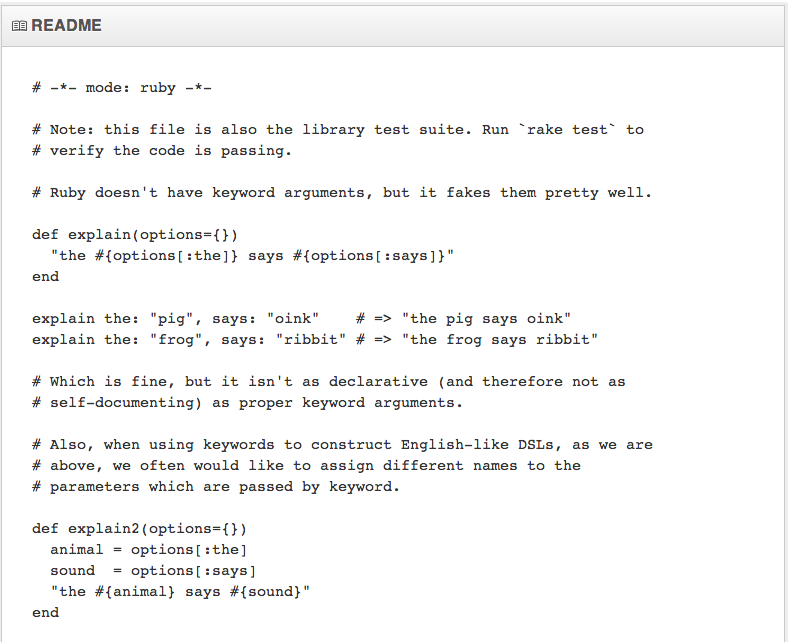 README
# -*- mode: ruby -*-
# Note: this file is also the library test suite. Run `rake test` to
# verify the code is passing.
# Ruby doesn't have keyword arguments, but it fakes them pretty well.
def explain(options={})
  "the #{options[:the]} says #{options[:says]}"
end
explain the: "pig", says: "oink"    # => "the pig says oink"
explain the: "frog", says: "ribbit" # => "the frog says ribbit"
# Which is fine, but it isn't as declarative (and therefore not as
# self-documenting) as proper keyword arguments.
# Also, when using keywords to construct English-like DSLs, as we are
# above, we often would like to assign different names to the
# parameters which are passed by keyword.
def explain2(options={})
  animal = options[:the]
  sound  = options[:says]
  "the #{animal} says #{sound}"
end